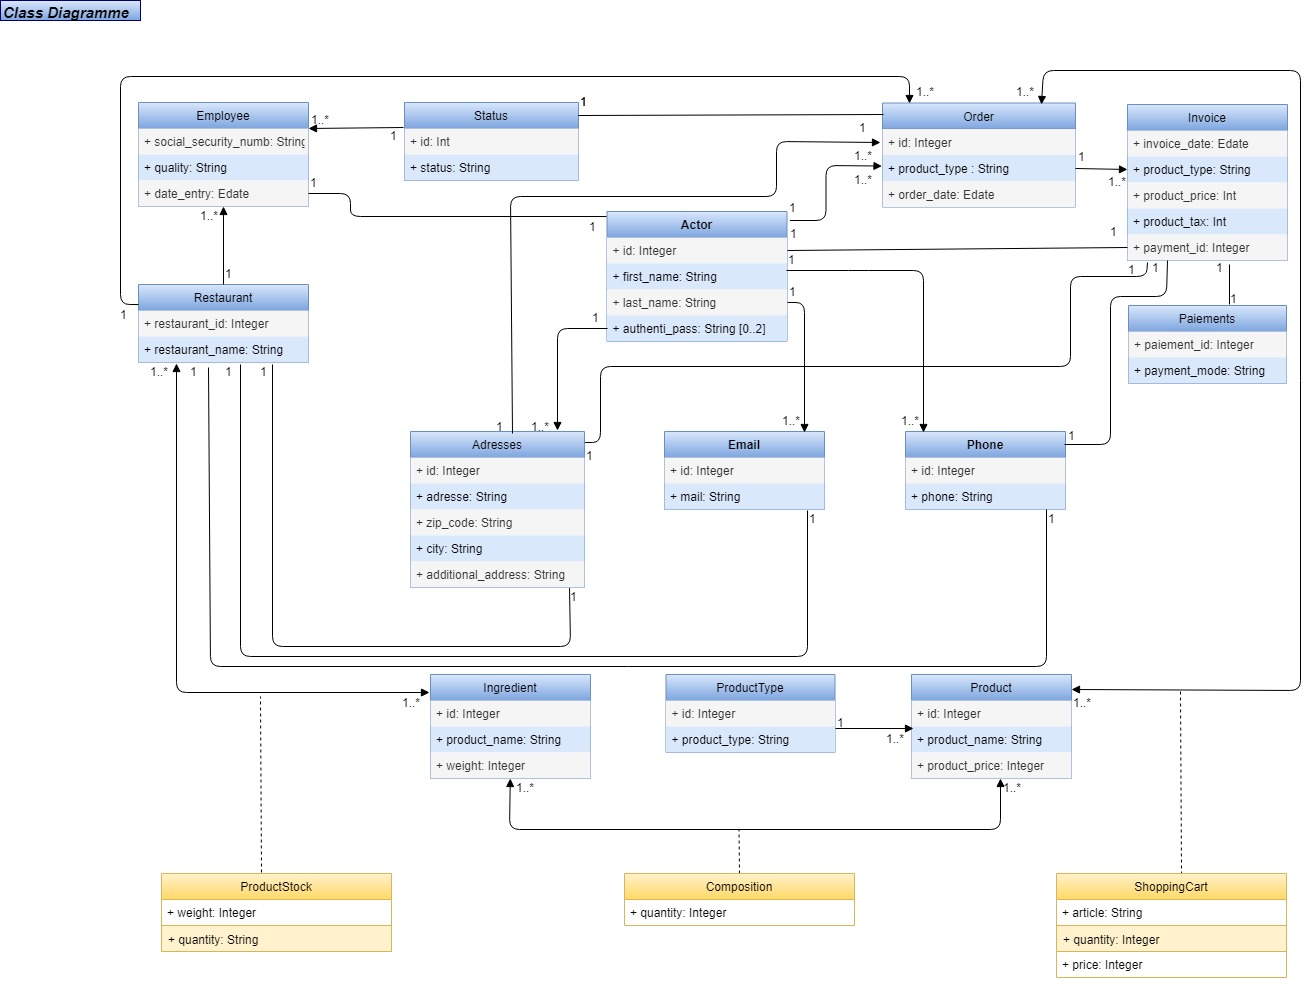 Class Diagramme
Employee
+ social_security_numb: String
+ quality: String
+ date_entry: Edate
1..*
1
Status
+ id: Int
+ status: String
1
1..*
1..*
Order
+ id: Integer
+ product_type : String
+ order_date: Edate
1
1..*
1..*
1
1..*
Invoice
+ invoice_date: Edate
+ product_type: String
+ product_price: Int
+ product_tax: Int
+ payment_id: Integer
1
1
1..*
1
1
Actor
+ id: Integer
+ first_name: String
+ last_name: String
+ authenti_pass: String [0..2]
1
1
1
1
1
1
1
1
1
Restaurant
+ restaurant_id: Integer
+ restaurant_name: String
1
1..*
1
1
1
Paiements
+ paiement_id: Integer
+ payment_mode: String
1
1..*
1..*
1..*
1
1
Adresses
+ id: Integer
+ adresse: String
+ zip_code: String
+ city: String
+ additional_address: String
1
Email
+ id: Integer
+ mail: String
1
Phone
+ id: Integer
+ phone: String
1
1..*
Ingredient
+ id: Integer
+ product_name: String
+ weight: Integer
1..*
ProductType
+ id: Integer
+ product_type: String
1
1..*
Product
+ id: Integer
+ product_name: String
+ product_price: Integer
1..*
1..*
ProductStock
+ weight: Integer
+ quantity: String
Composition
+ quantity: Integer
ShoppingCart
+ article: String
+ quantity: Integer
+ price: Integer